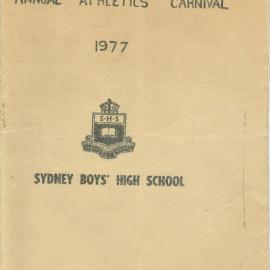 ANNUAL ATHLETICS CARNIVAL
1977
S·H·S
SYDNEY BOYS' HIGH SCHOOL